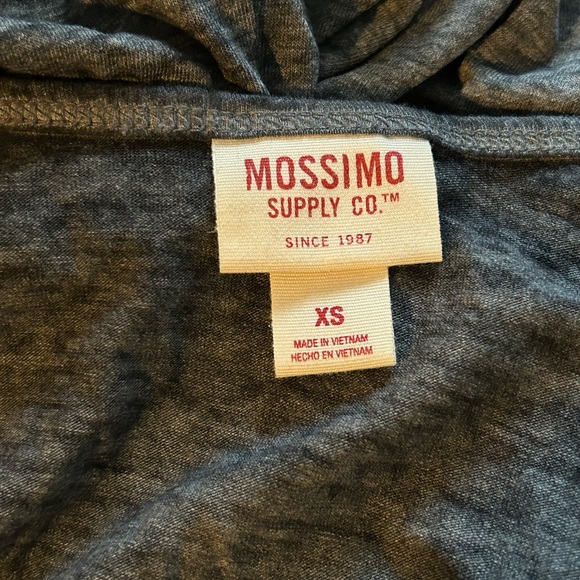 MOSSIMO
SUPPLY CO.™
SINCE 1987
XS
MADE IN VIETNAM
HECHO EN VIETNAM